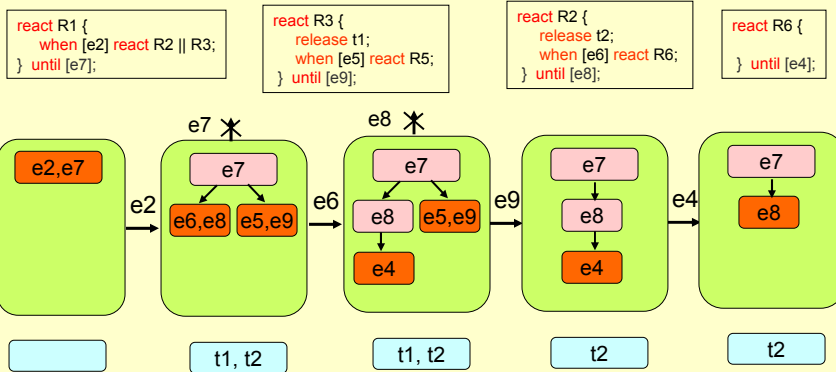 react R1 {
when [e2] react R2 || R3;
} until [e7];
react R3 {
release t1;
when [e5] react R5;
} until [e9];
react R2 {
release t2;
when [e6] react R6;
} until [e8];
react R6 {
} until [e4];
e7
e8
e2,e7
e2
e7
e6,e8
e5,e9
e6
e7
e8
e5,e9
e4
e9
e7
e8
e4
e4
e7
e8
t1, t2
t1, t2
t2
t2